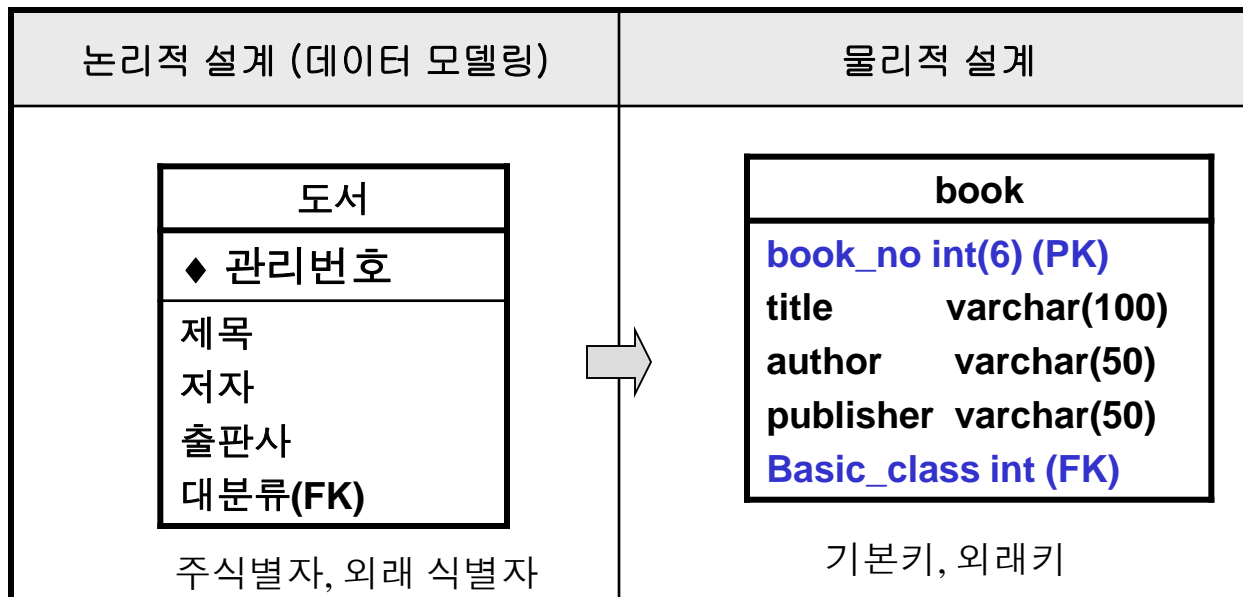 논리적 설계 (데이터 모델링)
물리적 설계
도서
♦ 관리번호
제목
저자
출판사
대분류(FK)
주식별자, 외래 식별자
book
book_no int(6) (PK)
title varchar(100)
author varchar(50)
publisher varchar(50)
Basic_class int (FK)
기본키, 외래키